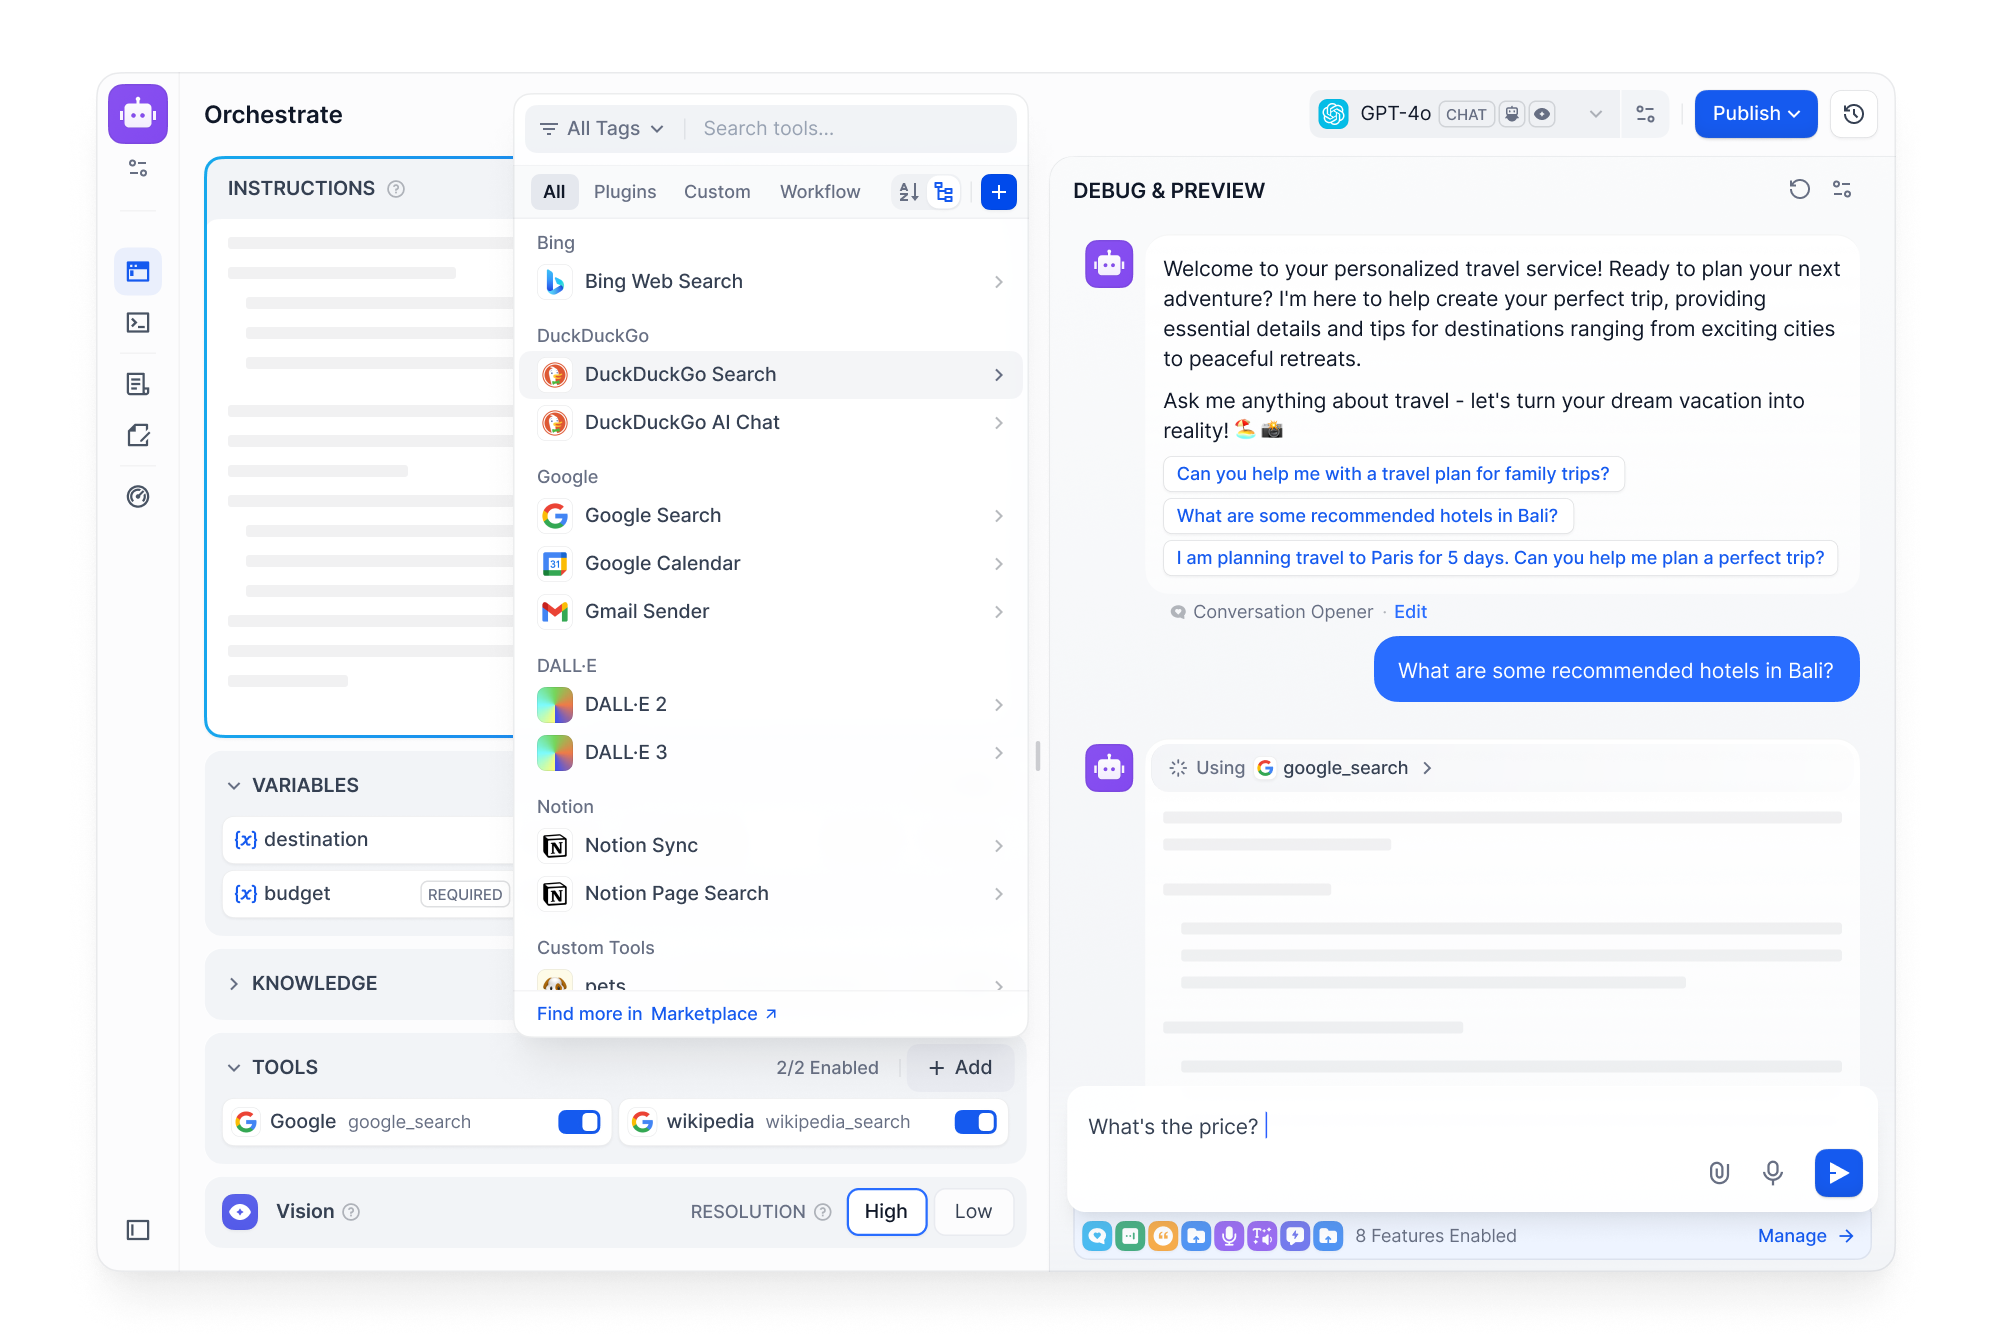 Orchestrate
INSTRUCTIONS
All Tags
Search tools...
All
Plugins
Custom
Workflow
Bing
Bing Web Search
DuckDuckGo
DuckDuckGo Search
DuckDuckGo AI Chat
Google
Google Search
31
Google Calendar
Gmail Sender
DALL·E
DALL·E 2
DALL·E 3
Notion
Notion Sync
Notion Page Search
Custom Tools
pets
Find more in Marketplace
VARIABLES
{x} destination
{x} budget
REQUIRED
KNOWLEDGE
TOOLS
2/2 Enabled
+ Add
Google google_search
wikipedia wikipedia_search
Vision
RESOLUTION
High
Low
GPT-4o
CHAT
Publish
DEBUG & PREVIEW
Welcome to your personalized travel service! Ready to plan your next
adventure? I'm here to help create your perfect trip, providing
essential details and tips for destinations ranging from exciting cities
to peaceful retreats.
Ask me anything about travel - let's turn your dream vacation into
reality! 🏖️ 📸
Can you help me with a travel plan for family trips?
What are some recommended hotels in Bali?
I am planning travel to Paris for 5 days. Can you help me plan a perfect trip?
Conversation Opener · Edit
What are some recommended hotels in Bali?
Using google_search
What's the price?
8 Features Enabled
Manage